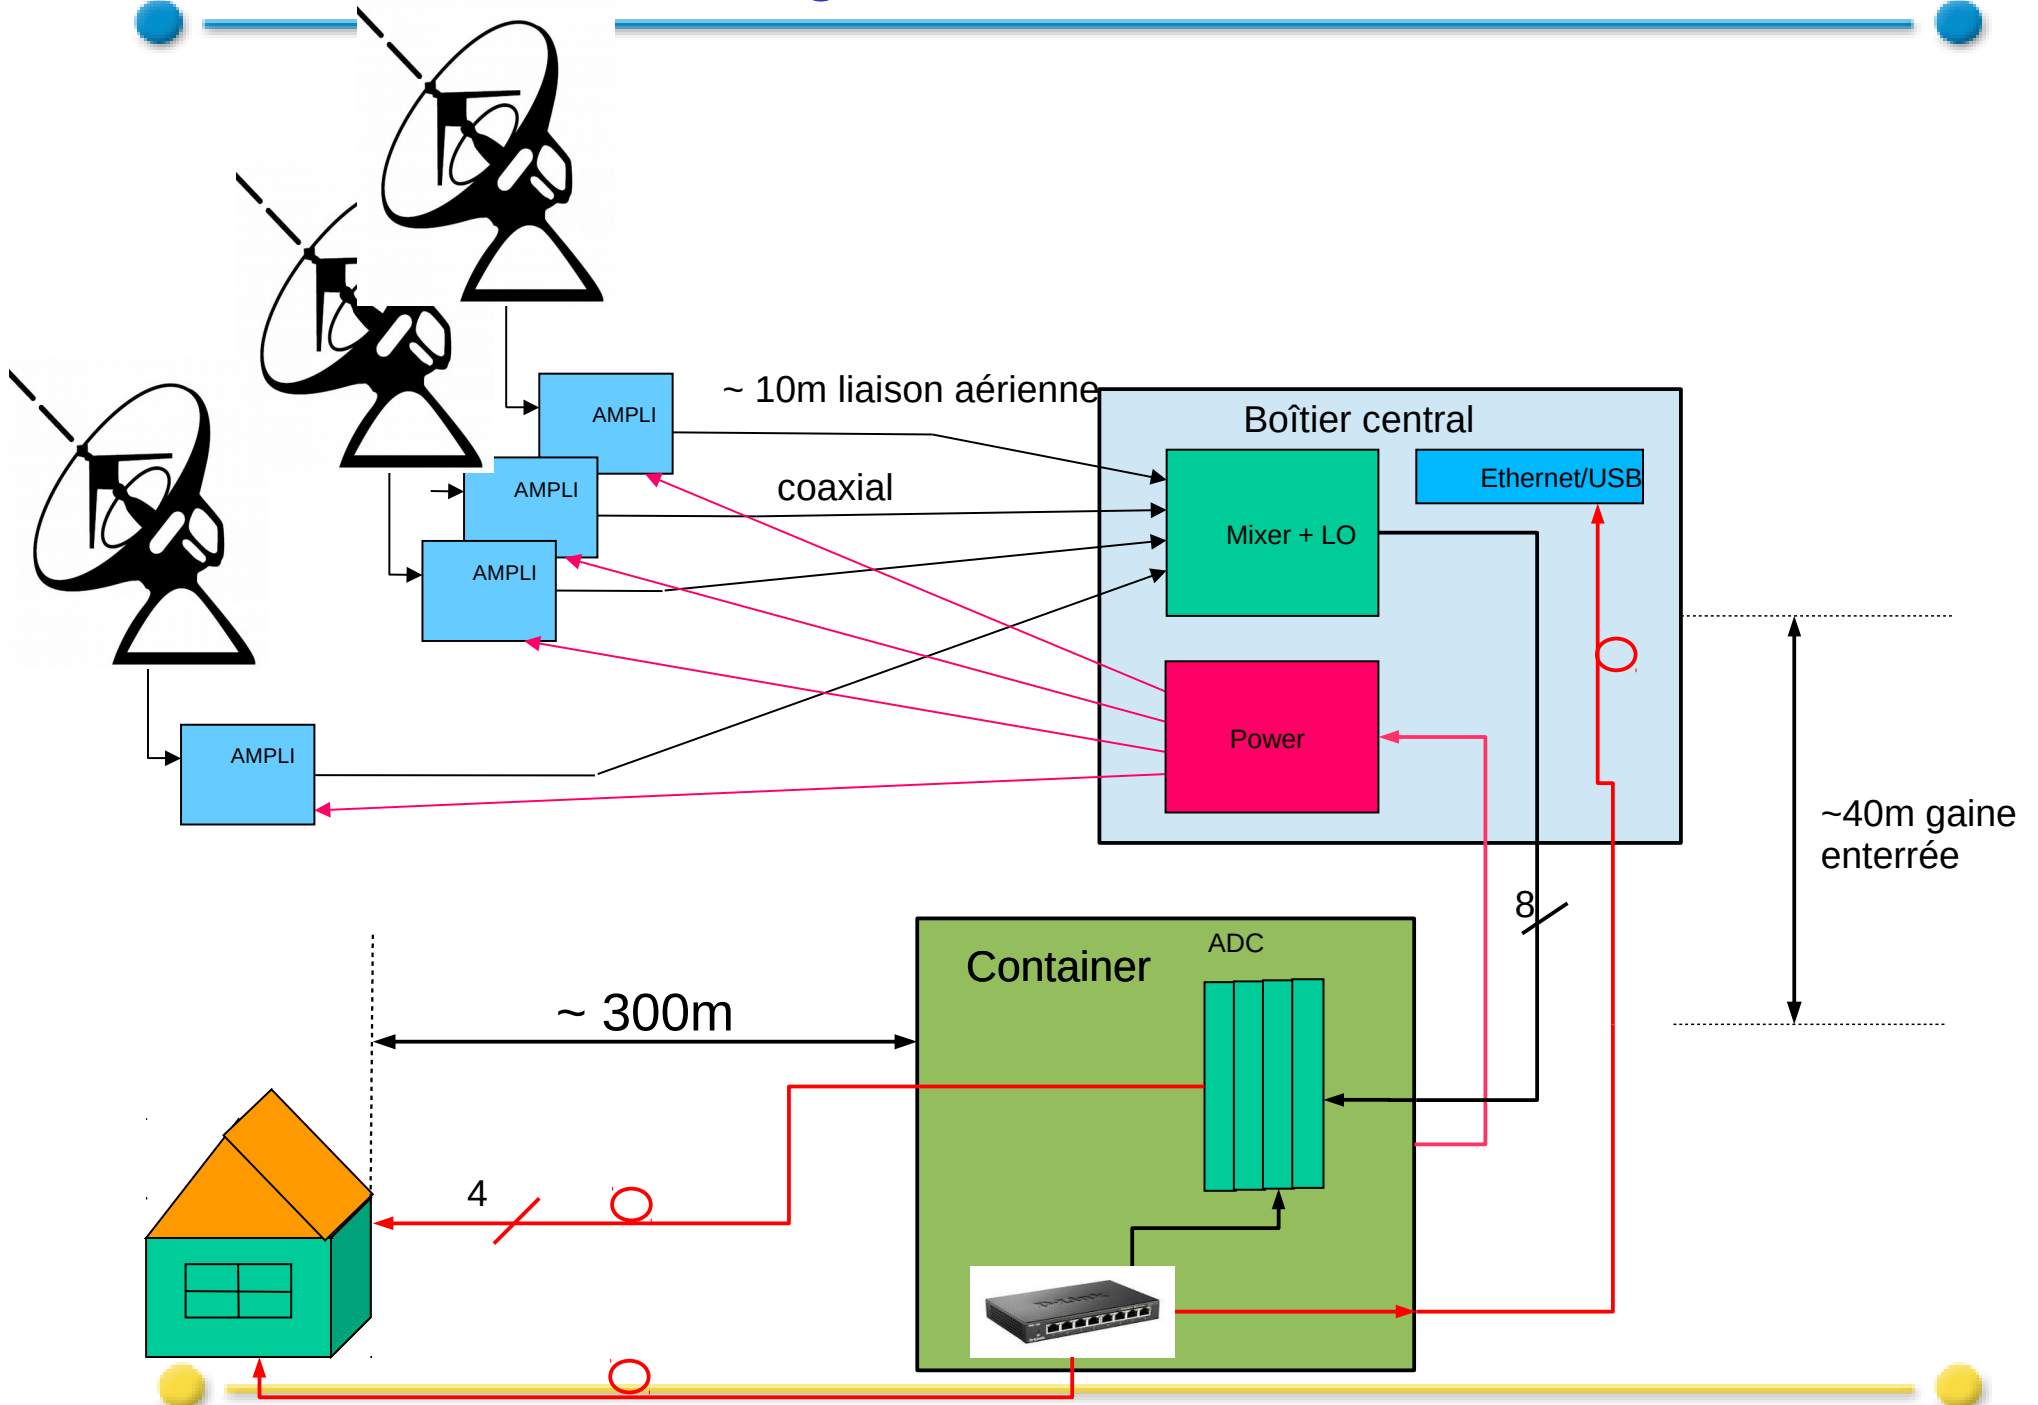 ~ 10m liaison aérienne
Boîtier central
AMPLI
coaxial
Ethernet/USB
AMPLI
Mixer + LO
AMPLI
Power
AMPLI
~40m gaine
enterrée
8
ADC
Container
~ 300m
4
D-Link